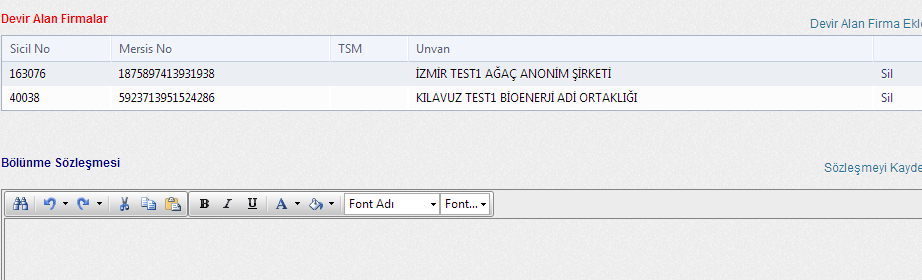 Devir Alan Firmalar
Devir Alan Firma Ekle
Sicil No Mersis No TSM Unvan
163076 1875897413931938 İZMİR TEST1 AĞAÇ ANONİM ŞİRKETİ Sil
40038 5923713951524286 KILAVUZ TEST1 BİOENERJİ ADİ ORTAKLIĞI Sil
Bölünme Sözleşmesi
Sözleşmeyi Kayde
B I U A Font Adı Font...